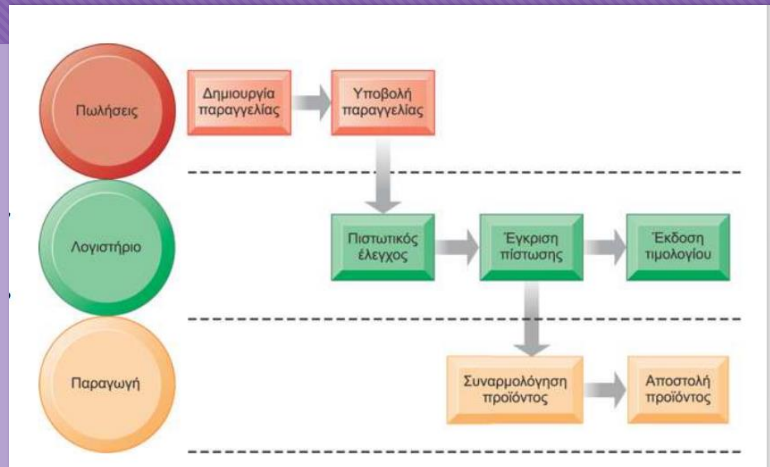 Πωλήσεις
Δημιουργία
παραγγελίας
Υποβολή
παραγγελίας
Λογιστήριο
Πιστωτικός
έλεγχος
Έγκριση
πίστωσης
Έκδοση
τιμολογίου
Παραγωγή
Συναρμολόγηση
προϊόντος
Αποστολή
προϊόντος